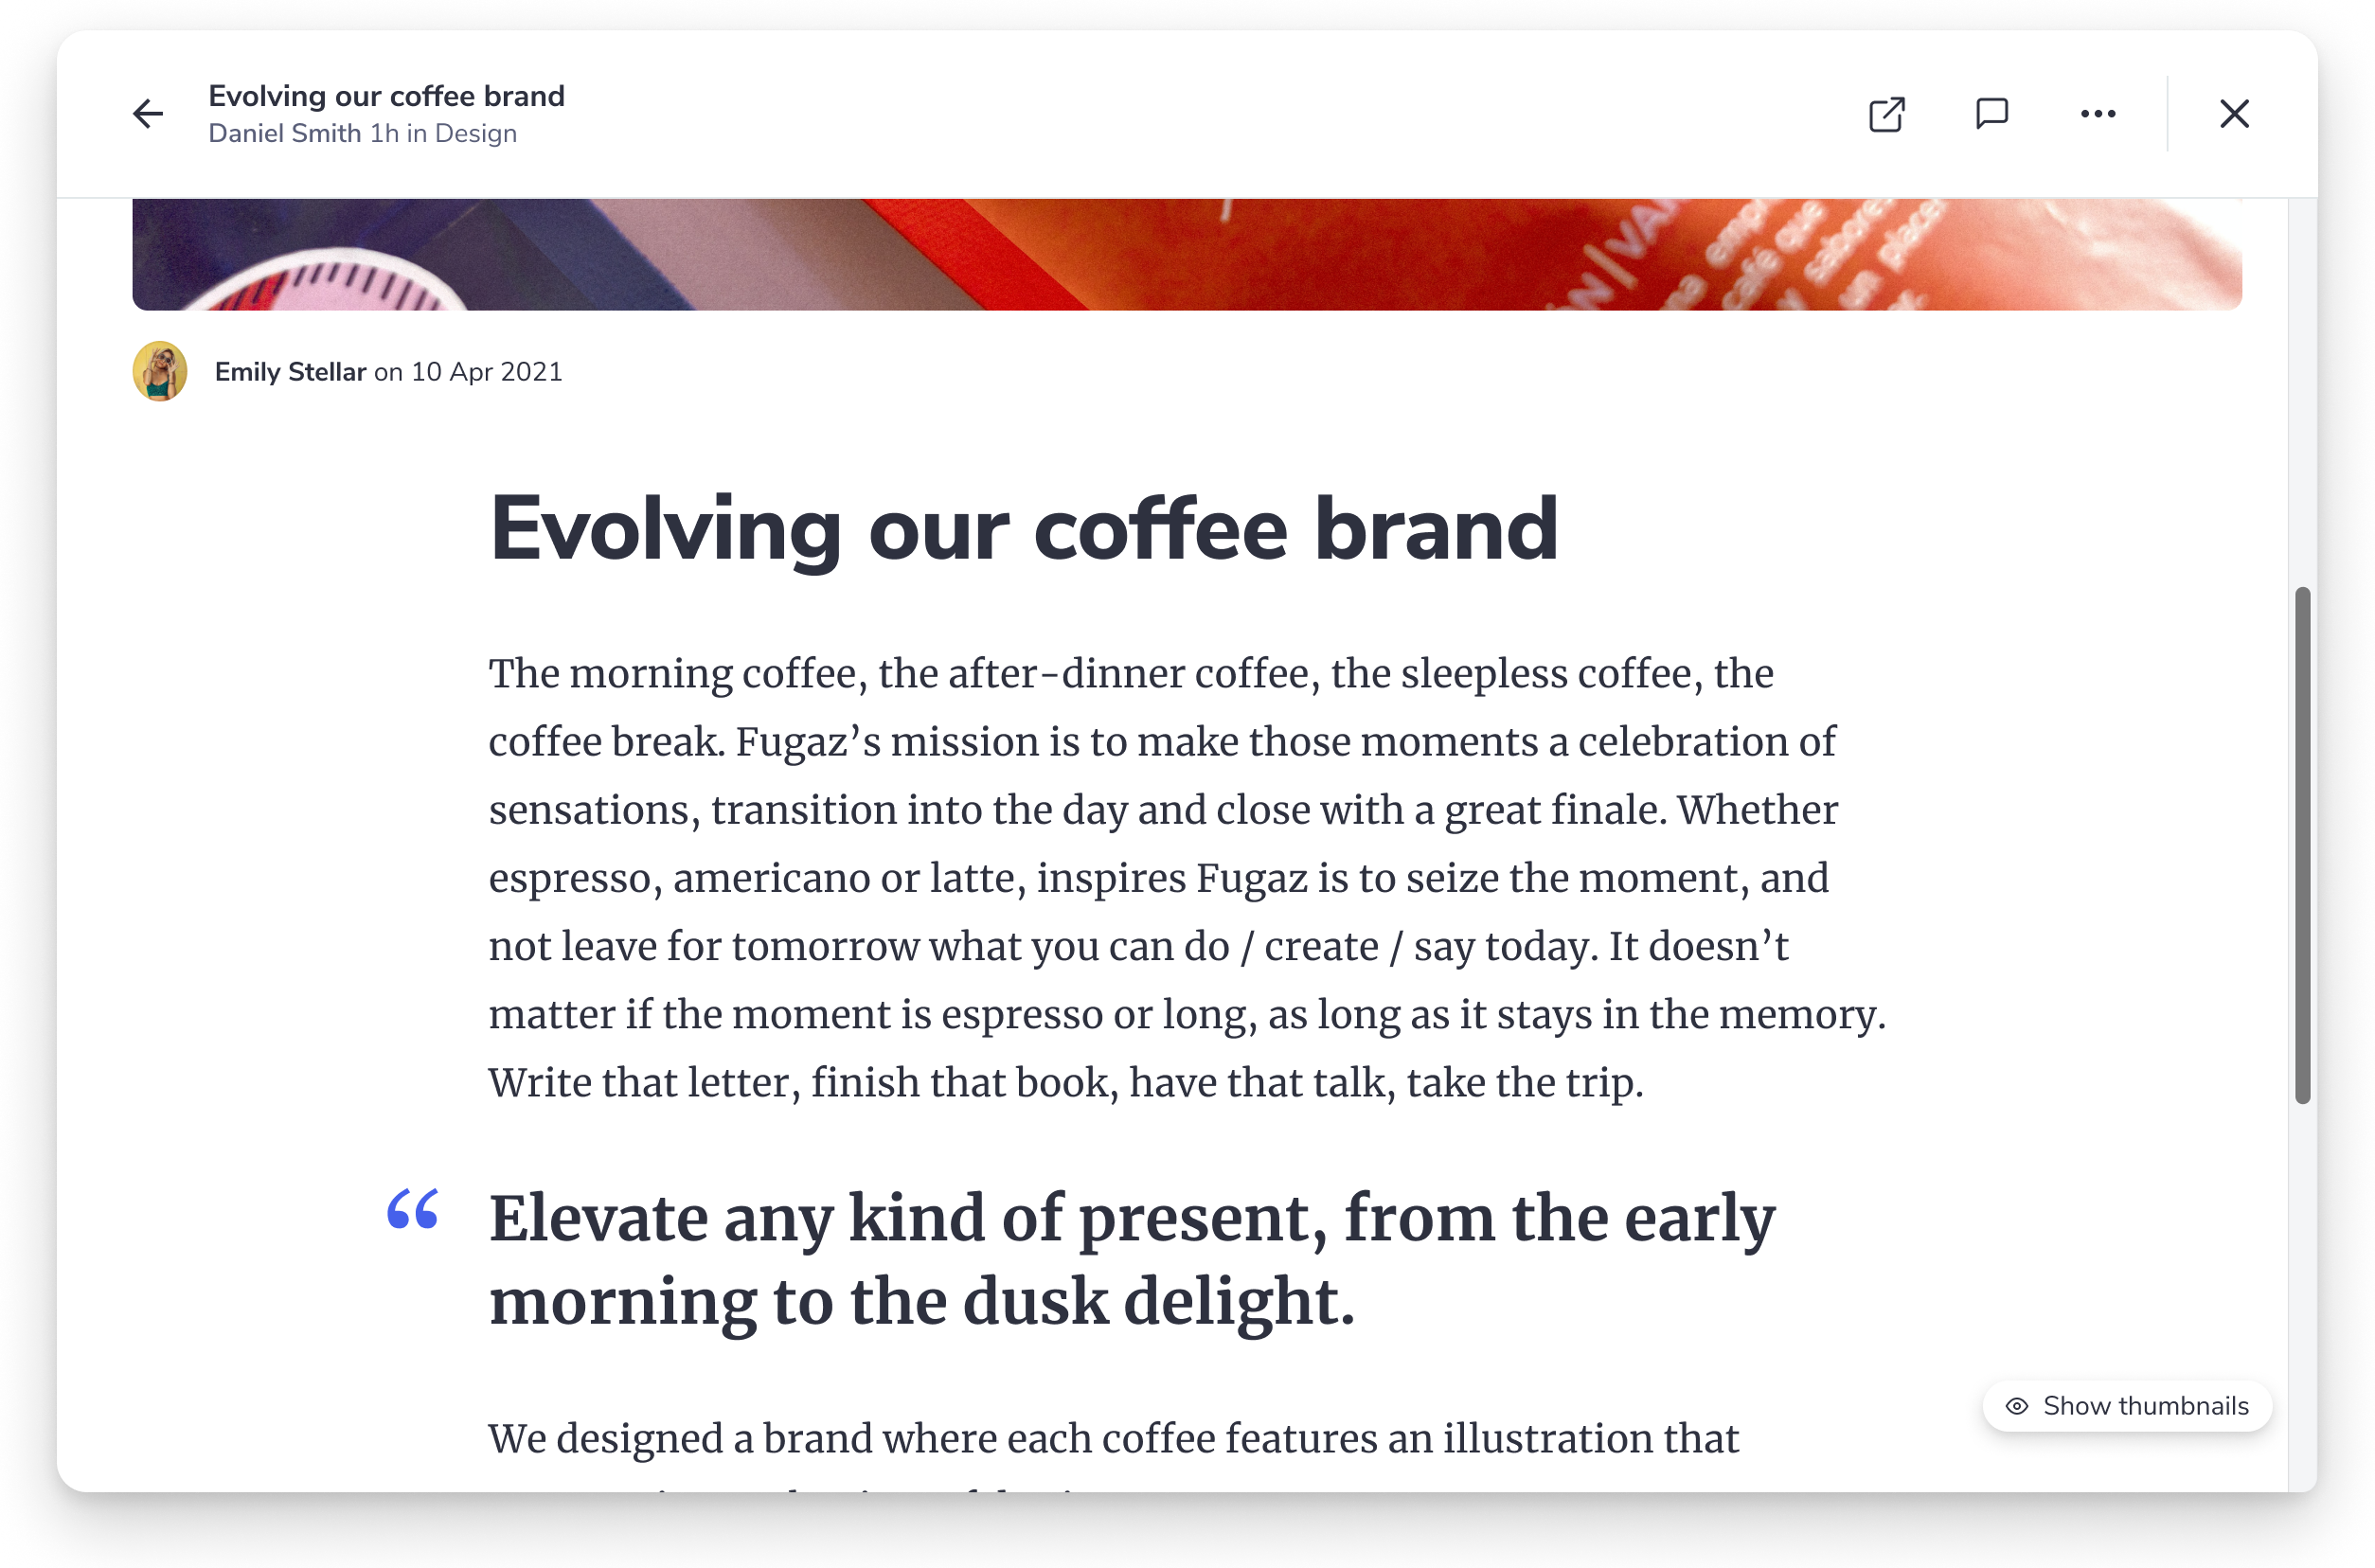 Evolving our coffee brand
Daniel Smith 1h in Design
empi
cafe que
sabore
Emily Stellar on 10 Apr 2021
Evolving our coffee brand
The morning coffee, the after-dinner coffee, the sleepless coffee, the
coffee break. Fugaz’s mission is to make those moments a celebration of
sensations, transition into the day and close with a great finale. Whether
espresso, americano or latte, inspires Fugaz is to seize the moment, and
not leave for tomorrow what you can do / create / say today. It doesn’t
matter if the moment is espresso or long, as long as it stays in the memory.
Write that letter, finish that book, have that talk, take the trip.
“ Elevate any kind of present, from the early
morning to the dusk delight.
We designed a brand where each coffee features an illustration that
Show thumbnails